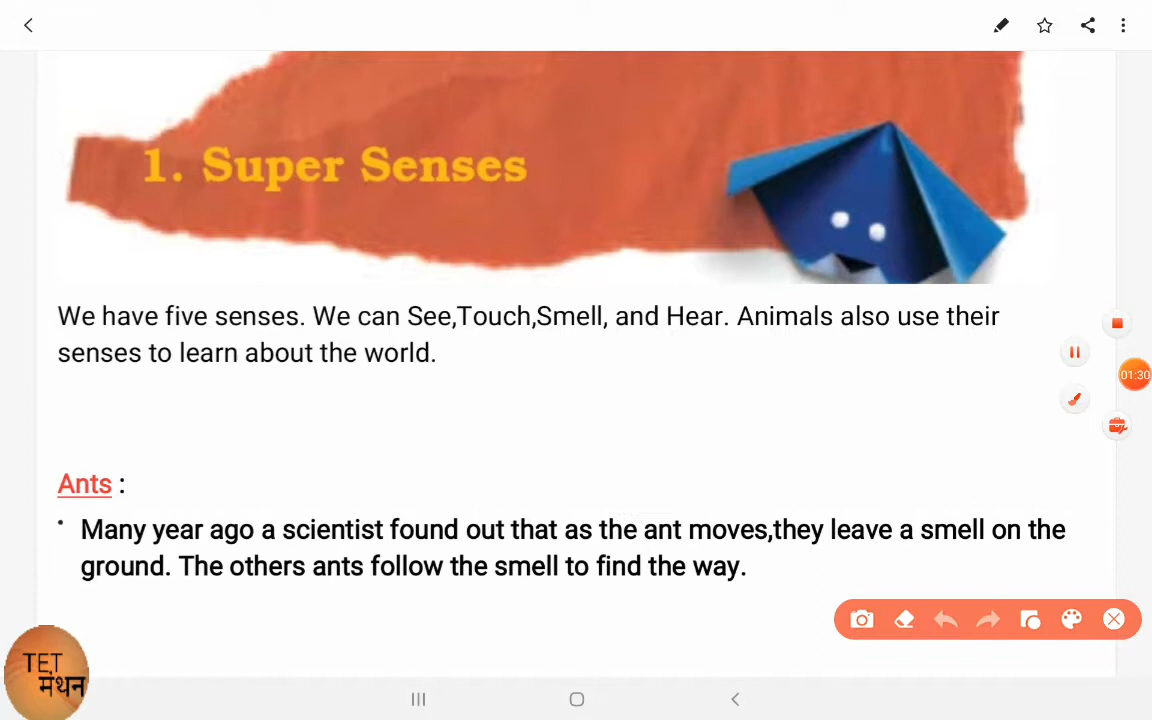 1. Super Senses
We have five senses. We can See,Touch,Smell, and Hear. Animals also use their
senses to learn about the world.
01:30
Ants :
• Many year ago a scientist found out that as the ant moves,they leave a smell on the
ground. The others ants follow the smell to find the way.
TET
मंथन